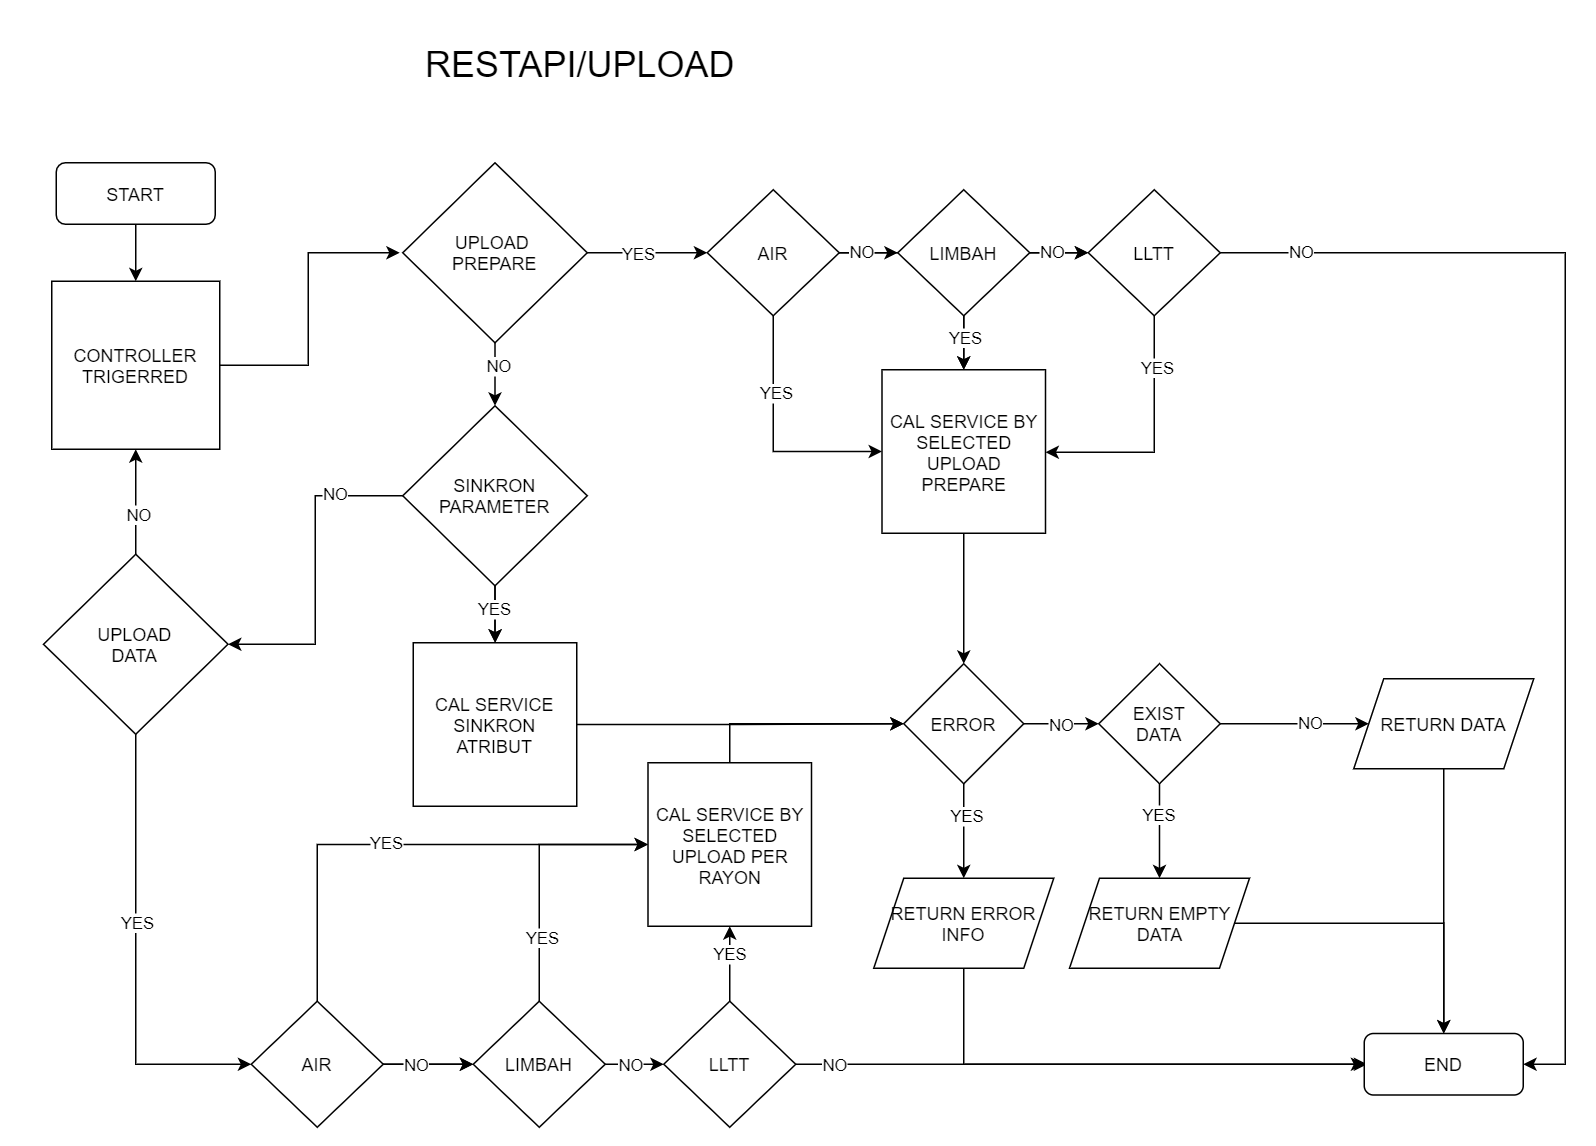 RESTAPI/UPLOAD
START
UPLOAD
PREPARE
YES
AIR
NO
LIMBAH
NO
LLTT
NO
CONTROLLER
TRIGERRED
NO
YES
YES
YES
CAL SERVICE BY
SELECTED
UPLOAD
PREPARE
SINKRON
PARAMETER
NO
NO
YES
UPLOAD
DATA
CAL SERVICE
SINKRON
ATRIBUT
ERROR
NO
EXIST
DATA
NO
RETURN DATA
YES
YES
CAL SERVICE BY
SELECTED
UPLOAD PER
RAYON
YES
YES
YES
YES
RETURN ERROR
INFO
RETURN EMPTY
DATA
AIR
NO
LIMBAH
NO
LLTT
NO
END